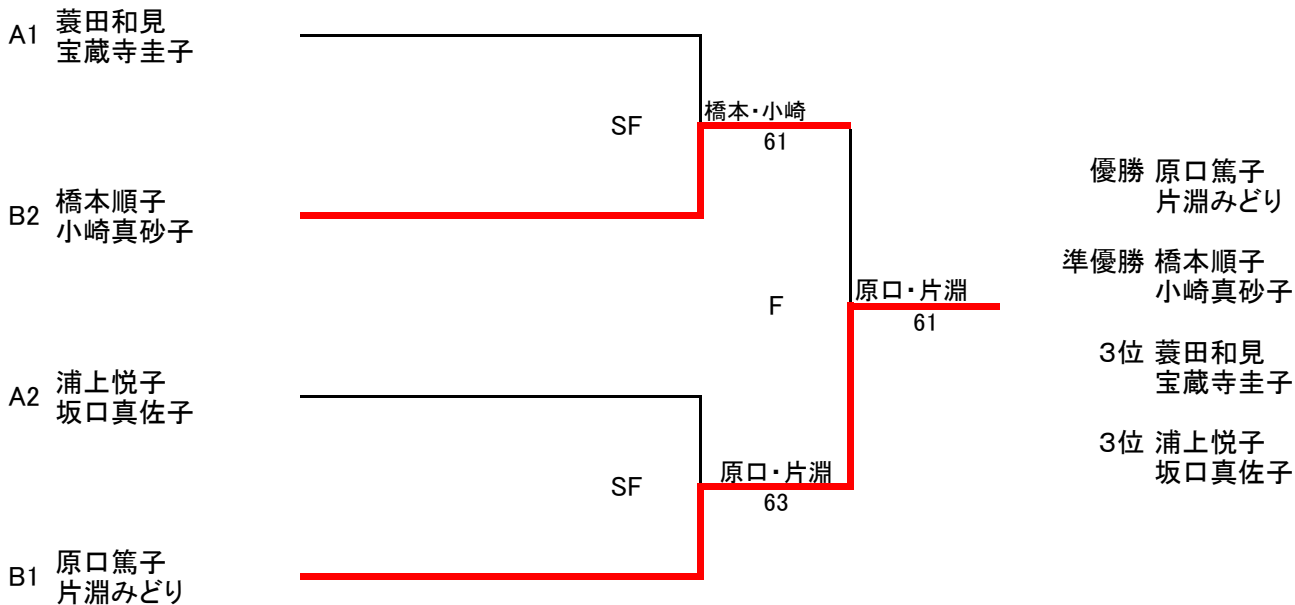 A1 蓑田和見
宝蔵寺圭子
SF
橋本・小崎
61
B2 橋本順子
小崎真砂子
F
原口・片淵
61
A2 浦上悦子
坂口真佐子
SF
原口・片淵
63
B1 原口篤子
片淵みどり
優勝 原口篤子
片淵みどり
準優勝 橋本順子
小崎真砂子
3位 蓑田和見
宝蔵寺圭子
3位 浦上悦子
坂口真佐子